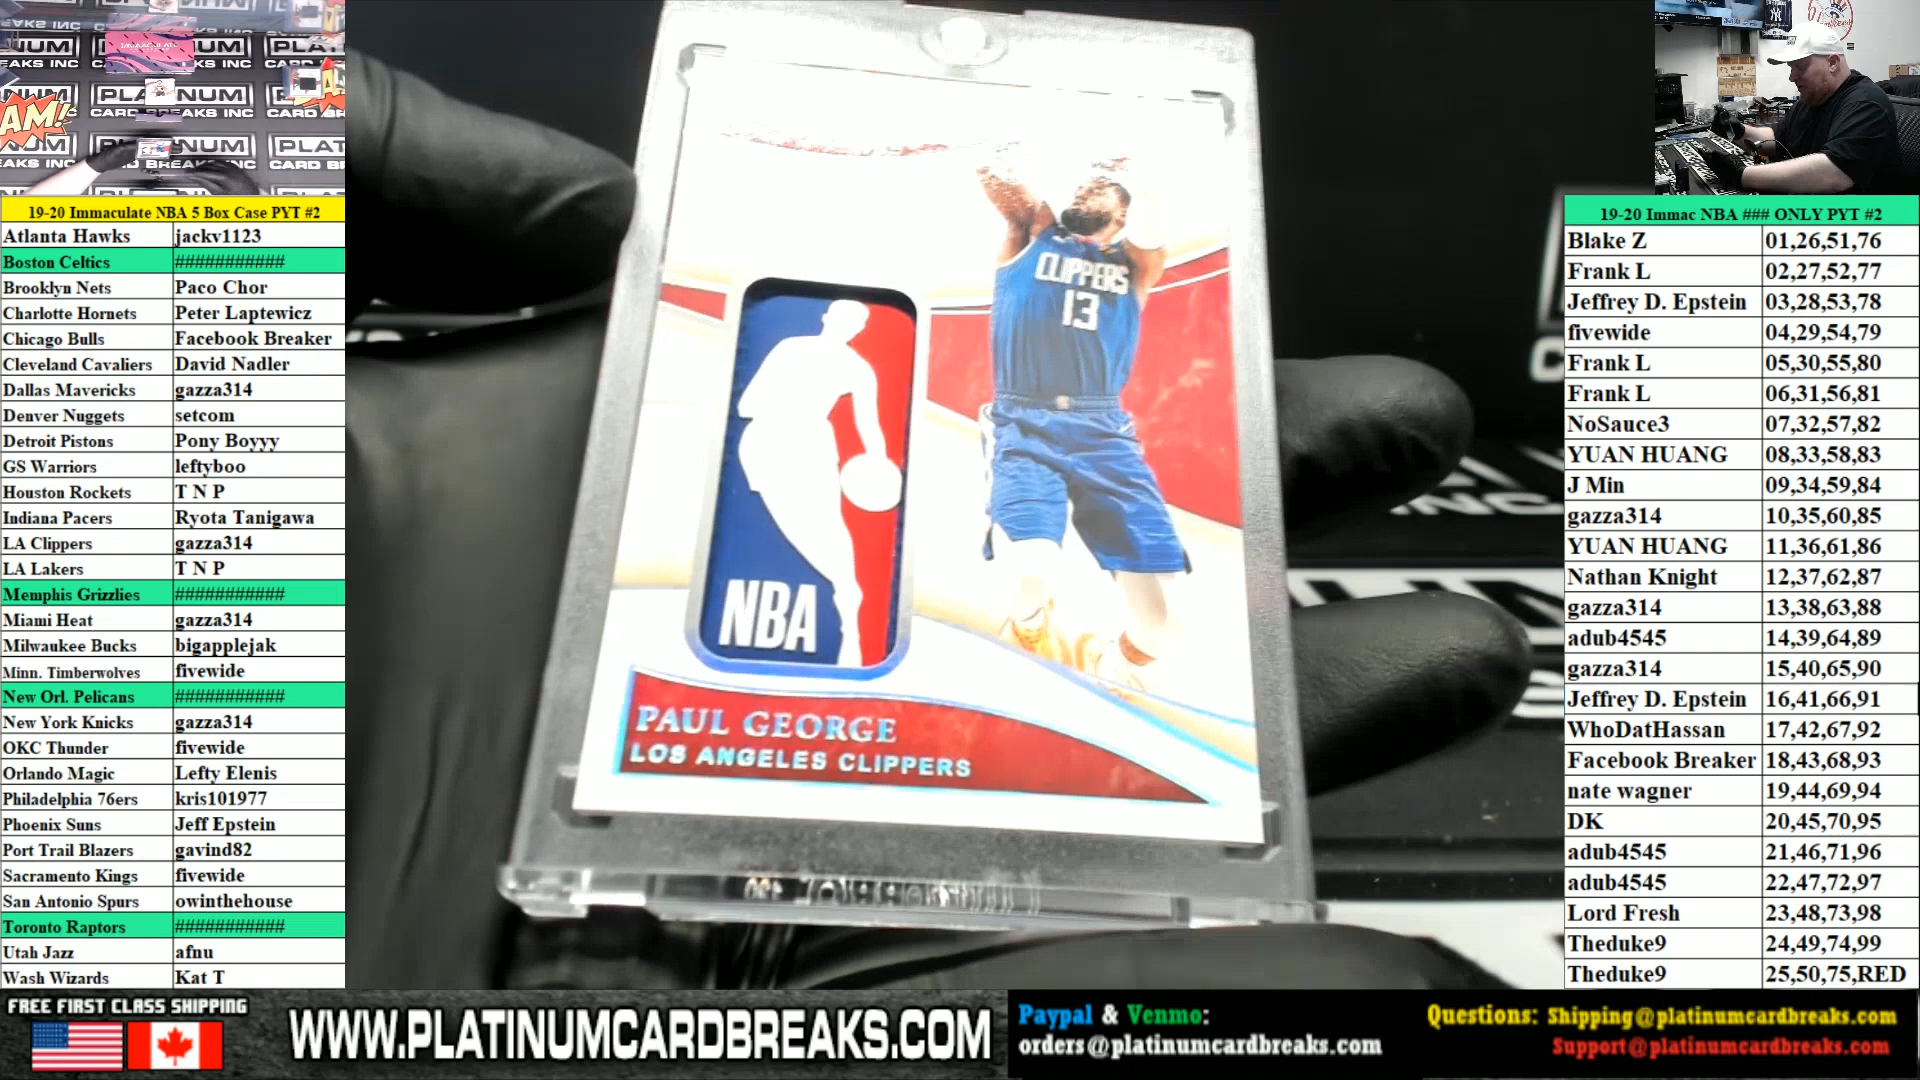 19-20 Immaculate NBA 5 Box Case PYT #2
Atlanta Hawks jackv1123
Boston Celtics ###########
Brooklyn Nets Paco Chor
Charlotte Hornets Peter Laptewicz
Chicago Bulls Facebook Breaker
Cleveland Cavaliers David Nadler
Dallas Mavericks gazza314
Denver Nuggets setcom
Detroit Pistons Pony Boyyy
GS Warriors leftyboo
Houston Rockets T N P
Indiana Pacers Ryota Tanigawa
LA Clippers gazza314
LA Lakers T N P
Memphis Grizzlies ###########
Miami Heat gazza314
Milwaukee Bucks bigapplejak
Minn. Timberwolves fivewide
New Orl. Pelicans ###########
New York Knicks gazza314
OKC Thunder fivewide
Orlando Magic Lefty Elenis
Philadelphia 76ers kris101977
Phoenix Suns Jeff Epstein
Port Trail Blazers gavind82
Sacramento Kings fivewide
San Antonio Spurs owinthehouse
Toronto Raptors ###########
Utah Jazz afnu
Wash Wizards Kat T
CLIPPERS
13
NBA
PAUL GEORGE
LOS ANGELES CLIPPERS
19-20 Immac NBA ### ONLY PYT #2
Blake Z 01,26,51,76
Frank L 02,27,52,77
Jeffrey D. Epstein 03,28,53,78
fivewide 04,29,54,79
Frank L 05,30,55,80
Frank L 06,31,56,81
NoSauce3 07,32,57,82
YUAN HUANG 08,33,58,83
J Min 09,34,59,84
gazza314 10,35,60,85
YUAN HUANG 11,36,61,86
Nathan Knight 12,37,62,87
gazza314 13,38,63,88
adub4545 14,39,64,89
gazza314 15,40,65,90
Jeffrey D. Epstein 16,41,66,91
WhoDatHassan 17,42,67,92
Facebook Breaker 18,43,68,93
nate wagner 19,44,69,94
DK 20,45,70,95
adub4545 21,46,71,96
adub4545 22,47,72,97
Lord Fresh 23,48,73,98
Theduke9 24,49,74,99
Theduke9 25,50,75,RED
FREE FIRST CLASS SHIPPING
WWW.PLATINUMCARDBREAKS.COM
Paypal & Venmo:
orders@platinumcardbreaks.com
Questions: Shipping@platinumcardbreaks.com
Support@platinumcardbreaks.com